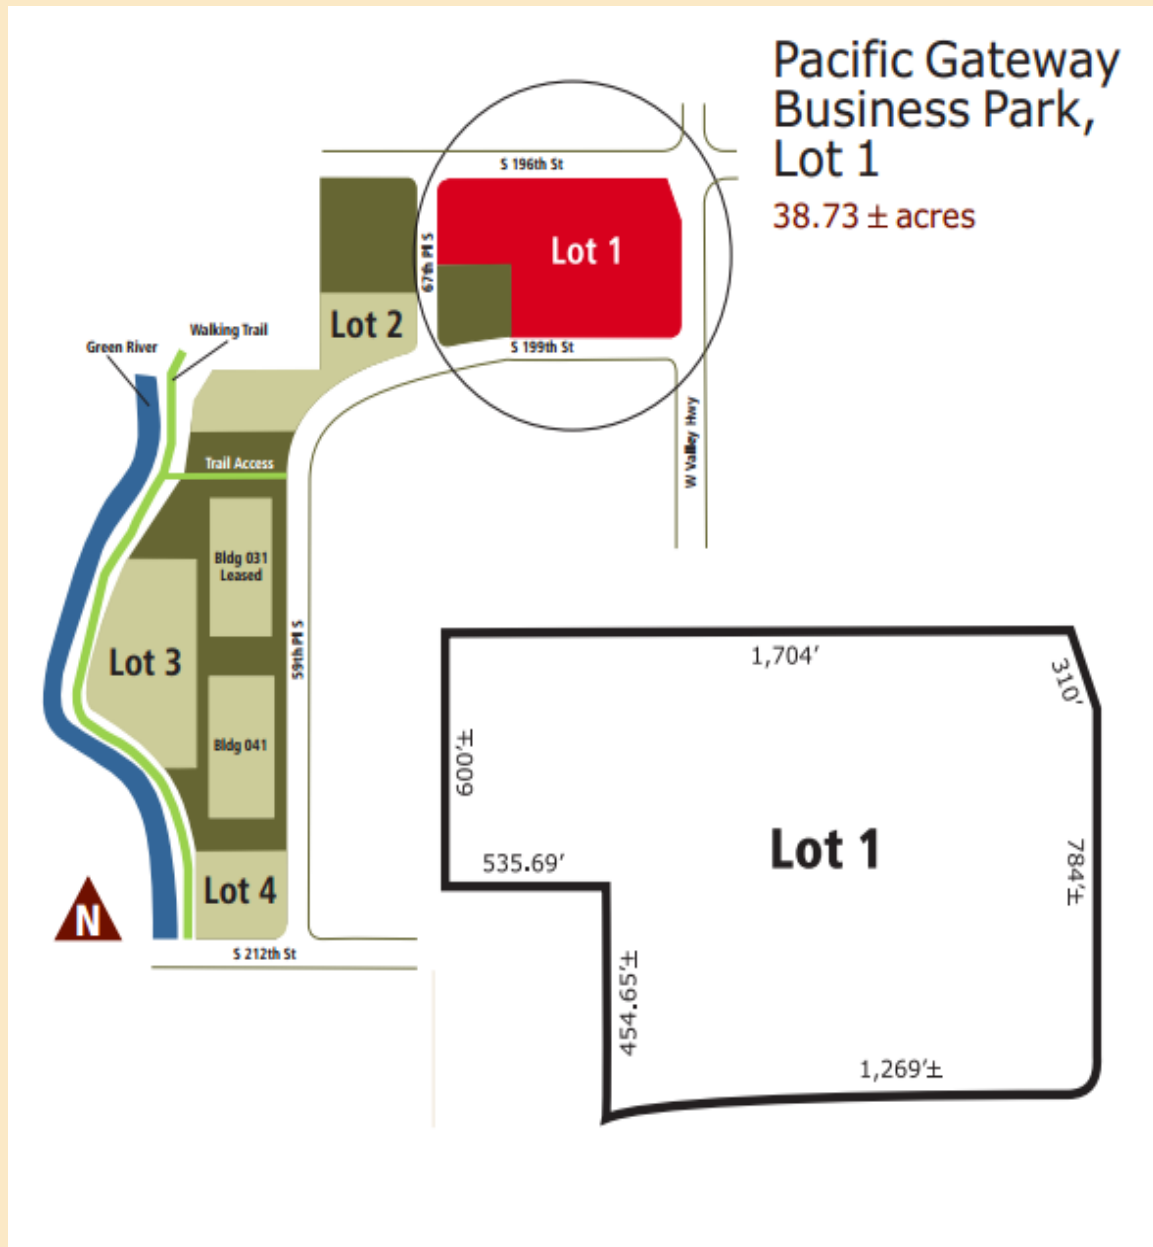 Pacific Gateway
Business Park,
Lot 1
38.73 ± acres
S 196th St
Lot 1
67th Pl S
Lot 2
S 199th St
Walking Trail
Green River
W Valley Hwy
Trail Access
Bldg 031
Leased
59th Pl S
Lot 3
Bldg 041
Lot 4
N
S 212th St
1,704'
310'
600'±
Lot 1
784'±
535.69'
454.65'±
1,269'±